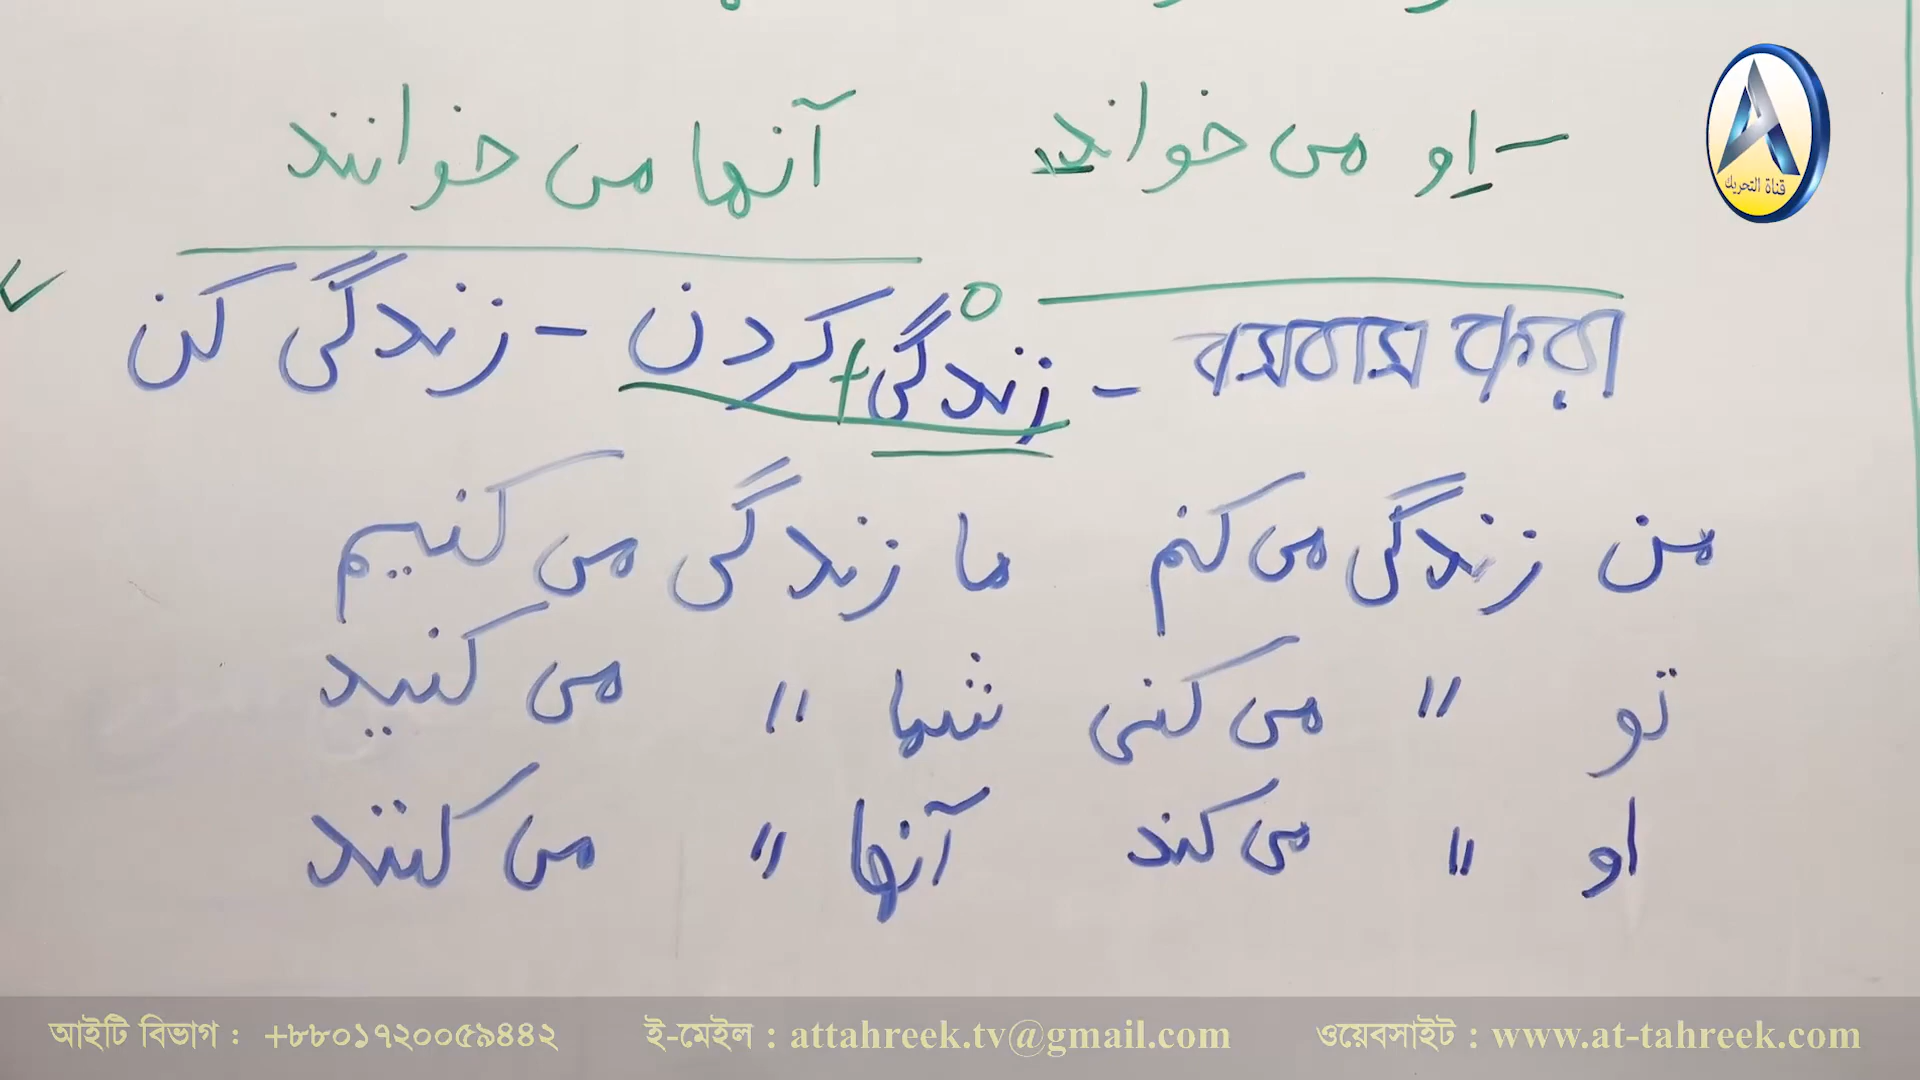 - اِو می خواند آنها می خوانند
বসবাস করা - زندگی + کردن - زندگی کن
من زندگی می کنم ما زندگی می کنیم
تو " می کنی شما " می کنید
او " می کند آنها " می کنند
قناة التحريك
আইটি বিভাগ : +৮৮০১৭২০০৫৯৪৪২ ই-মেইল : attahreek.tv@gmail.com ওয়েবসাইট : www.at-tahreek.com